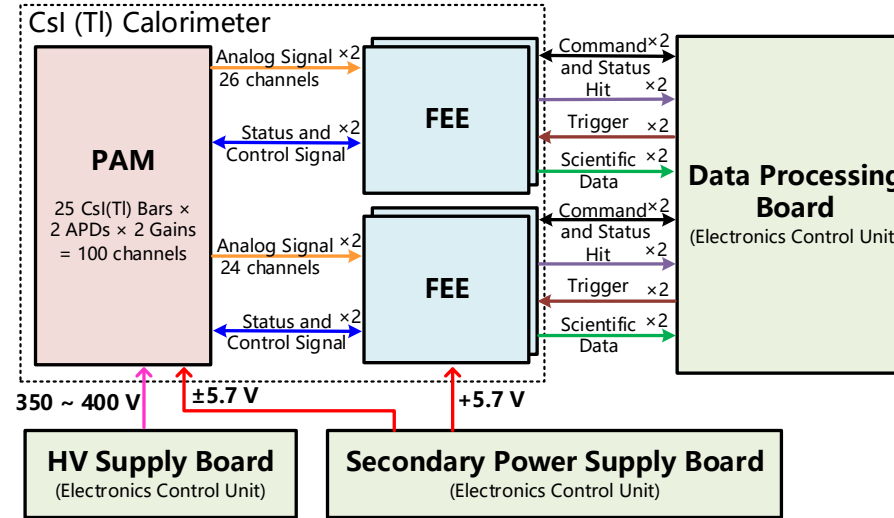 CsI (Tl) Calorimeter
PAM
25 CsI(Tl) Bars ×
2 APDs × 2 Gains
= 100 channels
Analog Signal ×2
26 channels
Status and ×2
Control Signal
Analog Signal ×2
24 channels
Status and ×2
Control Signal
FEE
FEE
Command ×2
and Status
Hit ×2
Trigger ×2
Scientific ×2
Data
Command ×2
and Status
Hit ×2
Trigger ×2
Scientific ×2
Data
Data Processing
Board
(Electronics Control Unit
350 ~ 400 V
±5.7 V
+5.7 V
HV Supply Board
(Electronics Control Unit)
Secondary Power Supply Board
(Electronics Control Unit)